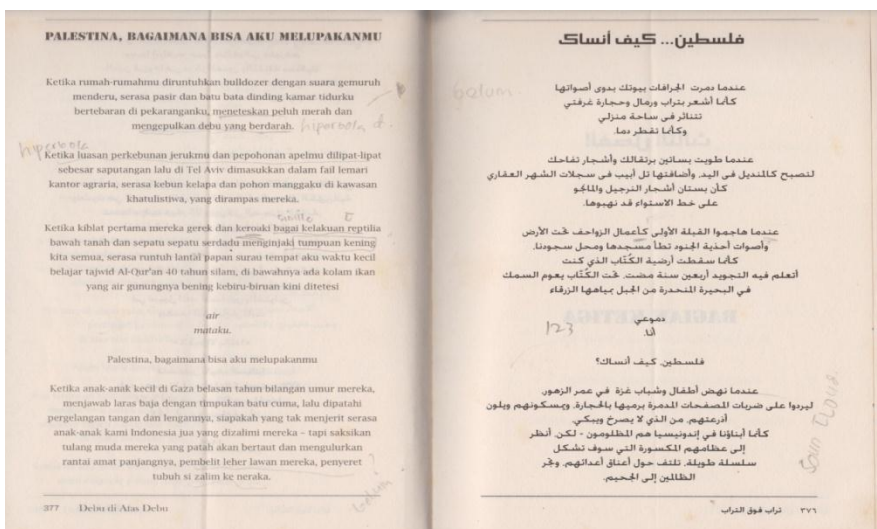 PALESTINA, BAGAIMANA BISA AKU MELUPAKANMU
Ketika rumah-rumahmu diruntuhkan bulldozer dengan suara gemuruh
menderu, serasa pasir dan batu bata dinding kamar tidurku
bertebaran di pekaranganku, meneteskan peluh merah dan
mengepulkan debu yang berdarah.
hiperbola
Ketika luasan perkebunan jerukmu dan pepohonan apelmu dilipat-lipat
sebesar saputangan lalu di Tel Aviv dimasukkan dalam fail lemari
kantor agraria, serasa kebun kelapa dan pohon manggaku di kawasan
khatulistiwa, yang dirampas mereka.
Ketika kiblat pertama mereka gerek dan keroaki bagai kelakuan reptilia
bawah tanah dan sepatu sepatu serdadu menginjaki tumpuan kening
kita semua, serasa runtuh lantai papan surau tempat aku waktu kecil
belajar tajwid Al-Qur'an 40 tahun silam, di bawahnya ada kolam ikan
yang air gunungnya bening kebiru-biruan kini ditetesi
air
mataku.
Palestina, bagaimana bisa aku melupakanmu
Ketika anak-anak kecil di Gaza belasan tahun bilangan umur mereka,
menjawab laras baja dengan timpukan batu cuma, lalu dipatahi
pergelangan tangan dan lengannya, siapakah yang tak menjerit serasa
anak-anak kami Indonesia jua yang dizalimi mereka – tapi saksikan
tulang muda mereka yang patah akan bertaut dan mengulurkan
rantai amat panjangnya, pembelit leher lawan mereka, penyeret
tubuh si zalim ke neraka.
377 Debu di Atas Debu
فلسطين... كيف أنساك
belum
عندما دمرت الجرافات بيوتك بدوى أصواتها
كأنما أشعر بتراب ورمال وحجارة غرفتي
تتناثر فى ساحة منزلي
وكأنما تقطر دما.
عندما طويت بساتين برتقالك وأشجار تفاحك
لتصبح كالمنديل فى اليد، وأضافتها تل أبيب فى سجلات الشهر العقاري
كأن بستان أشجار النرجيل والمانجو
على خط الاستواء قد نهبوها.
عندما هاجموا القبلة الأولى كأعمال الزواحف تحت الأرض
وأصوات أحذية الجنود تطأ مسجدها ومحل سجودنا،
كأنما سقطت أرضية الكُتّاب الذي كنت
أتعلم فيه التجويد أربعين سنة مضت، تحت الكُتّاب يعوم السمك
في البحيرة المنحدرة من الجبل بمياهها الزرقاء
دموعي
أنا.
123
فلسطين، كيف أنساك؟
عندما نهض أطفال وشباب غزة في عمر الزهور،
ليردوا على ضربات المصفحات المدمرة برميها بالحجارة، ويمسكونهم ويلون
أذرعتهم، من الذي لا يصرخ ويبكي،
كأنما أبناؤنا في إندونيسيا هم المظلومون - لكن، أنظر
إلى عظامهم المكسورة التي سوف تشكل
سلسلة طويلة، تلتف حول أعناق أعدائهم، وتجر
الظالمين إلى الجحيم.
تراب فوق التراب ٣٧٦